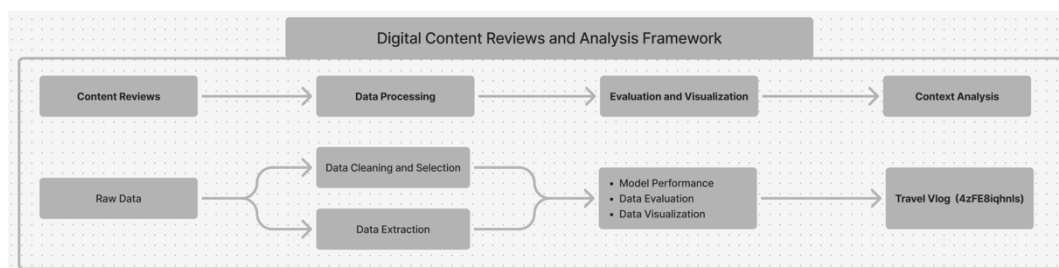 Digital Content Reviews and Analysis Framework
Content Reviews
Data Processing
Evaluation and Visualization
Context Analysis
Raw Data
Data Cleaning and Selection
Data Extraction
• Model Performance
• Data Evaluation
• Data Visualization
Travel Vlog (4zFE8iqhnls)